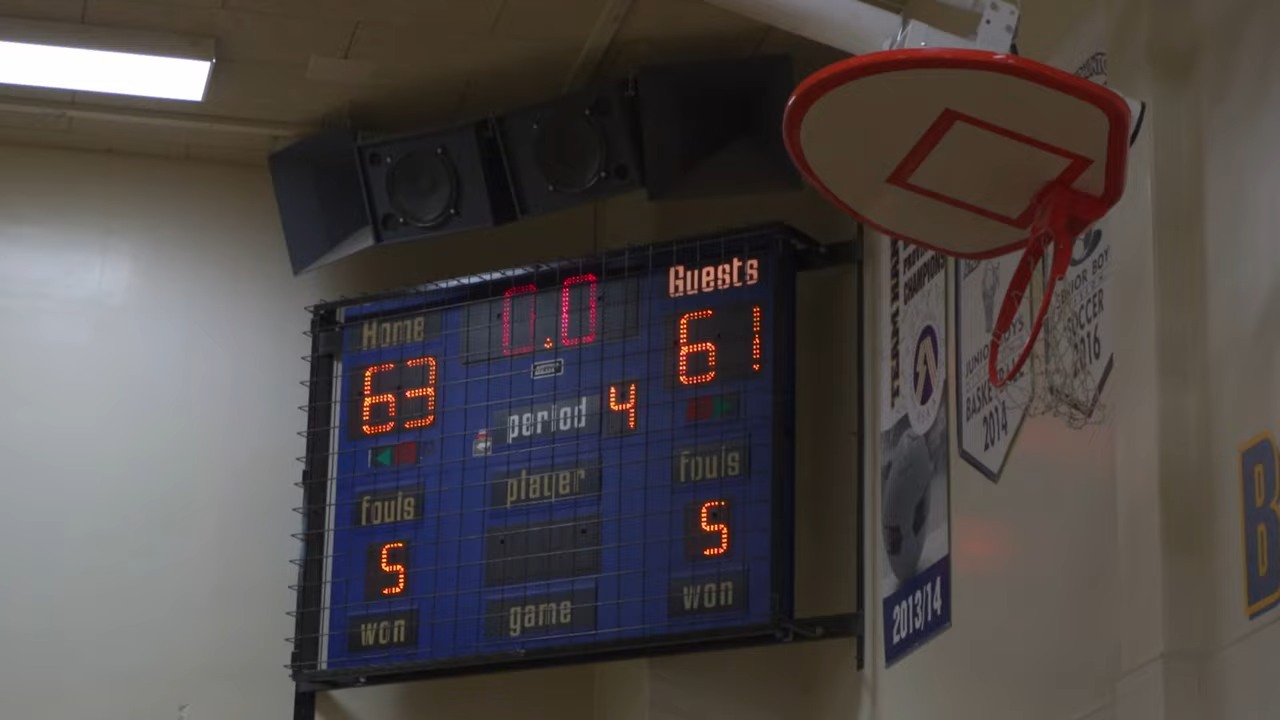 Home
0.0
Guests
63
61
period
4
fouls
player
fouls
5
5
won
game
won
CHAMPIONS
2013/14
JUNIOR BOYS
BASKE
2014
SENIOR BOY
SOCCER
2016
B